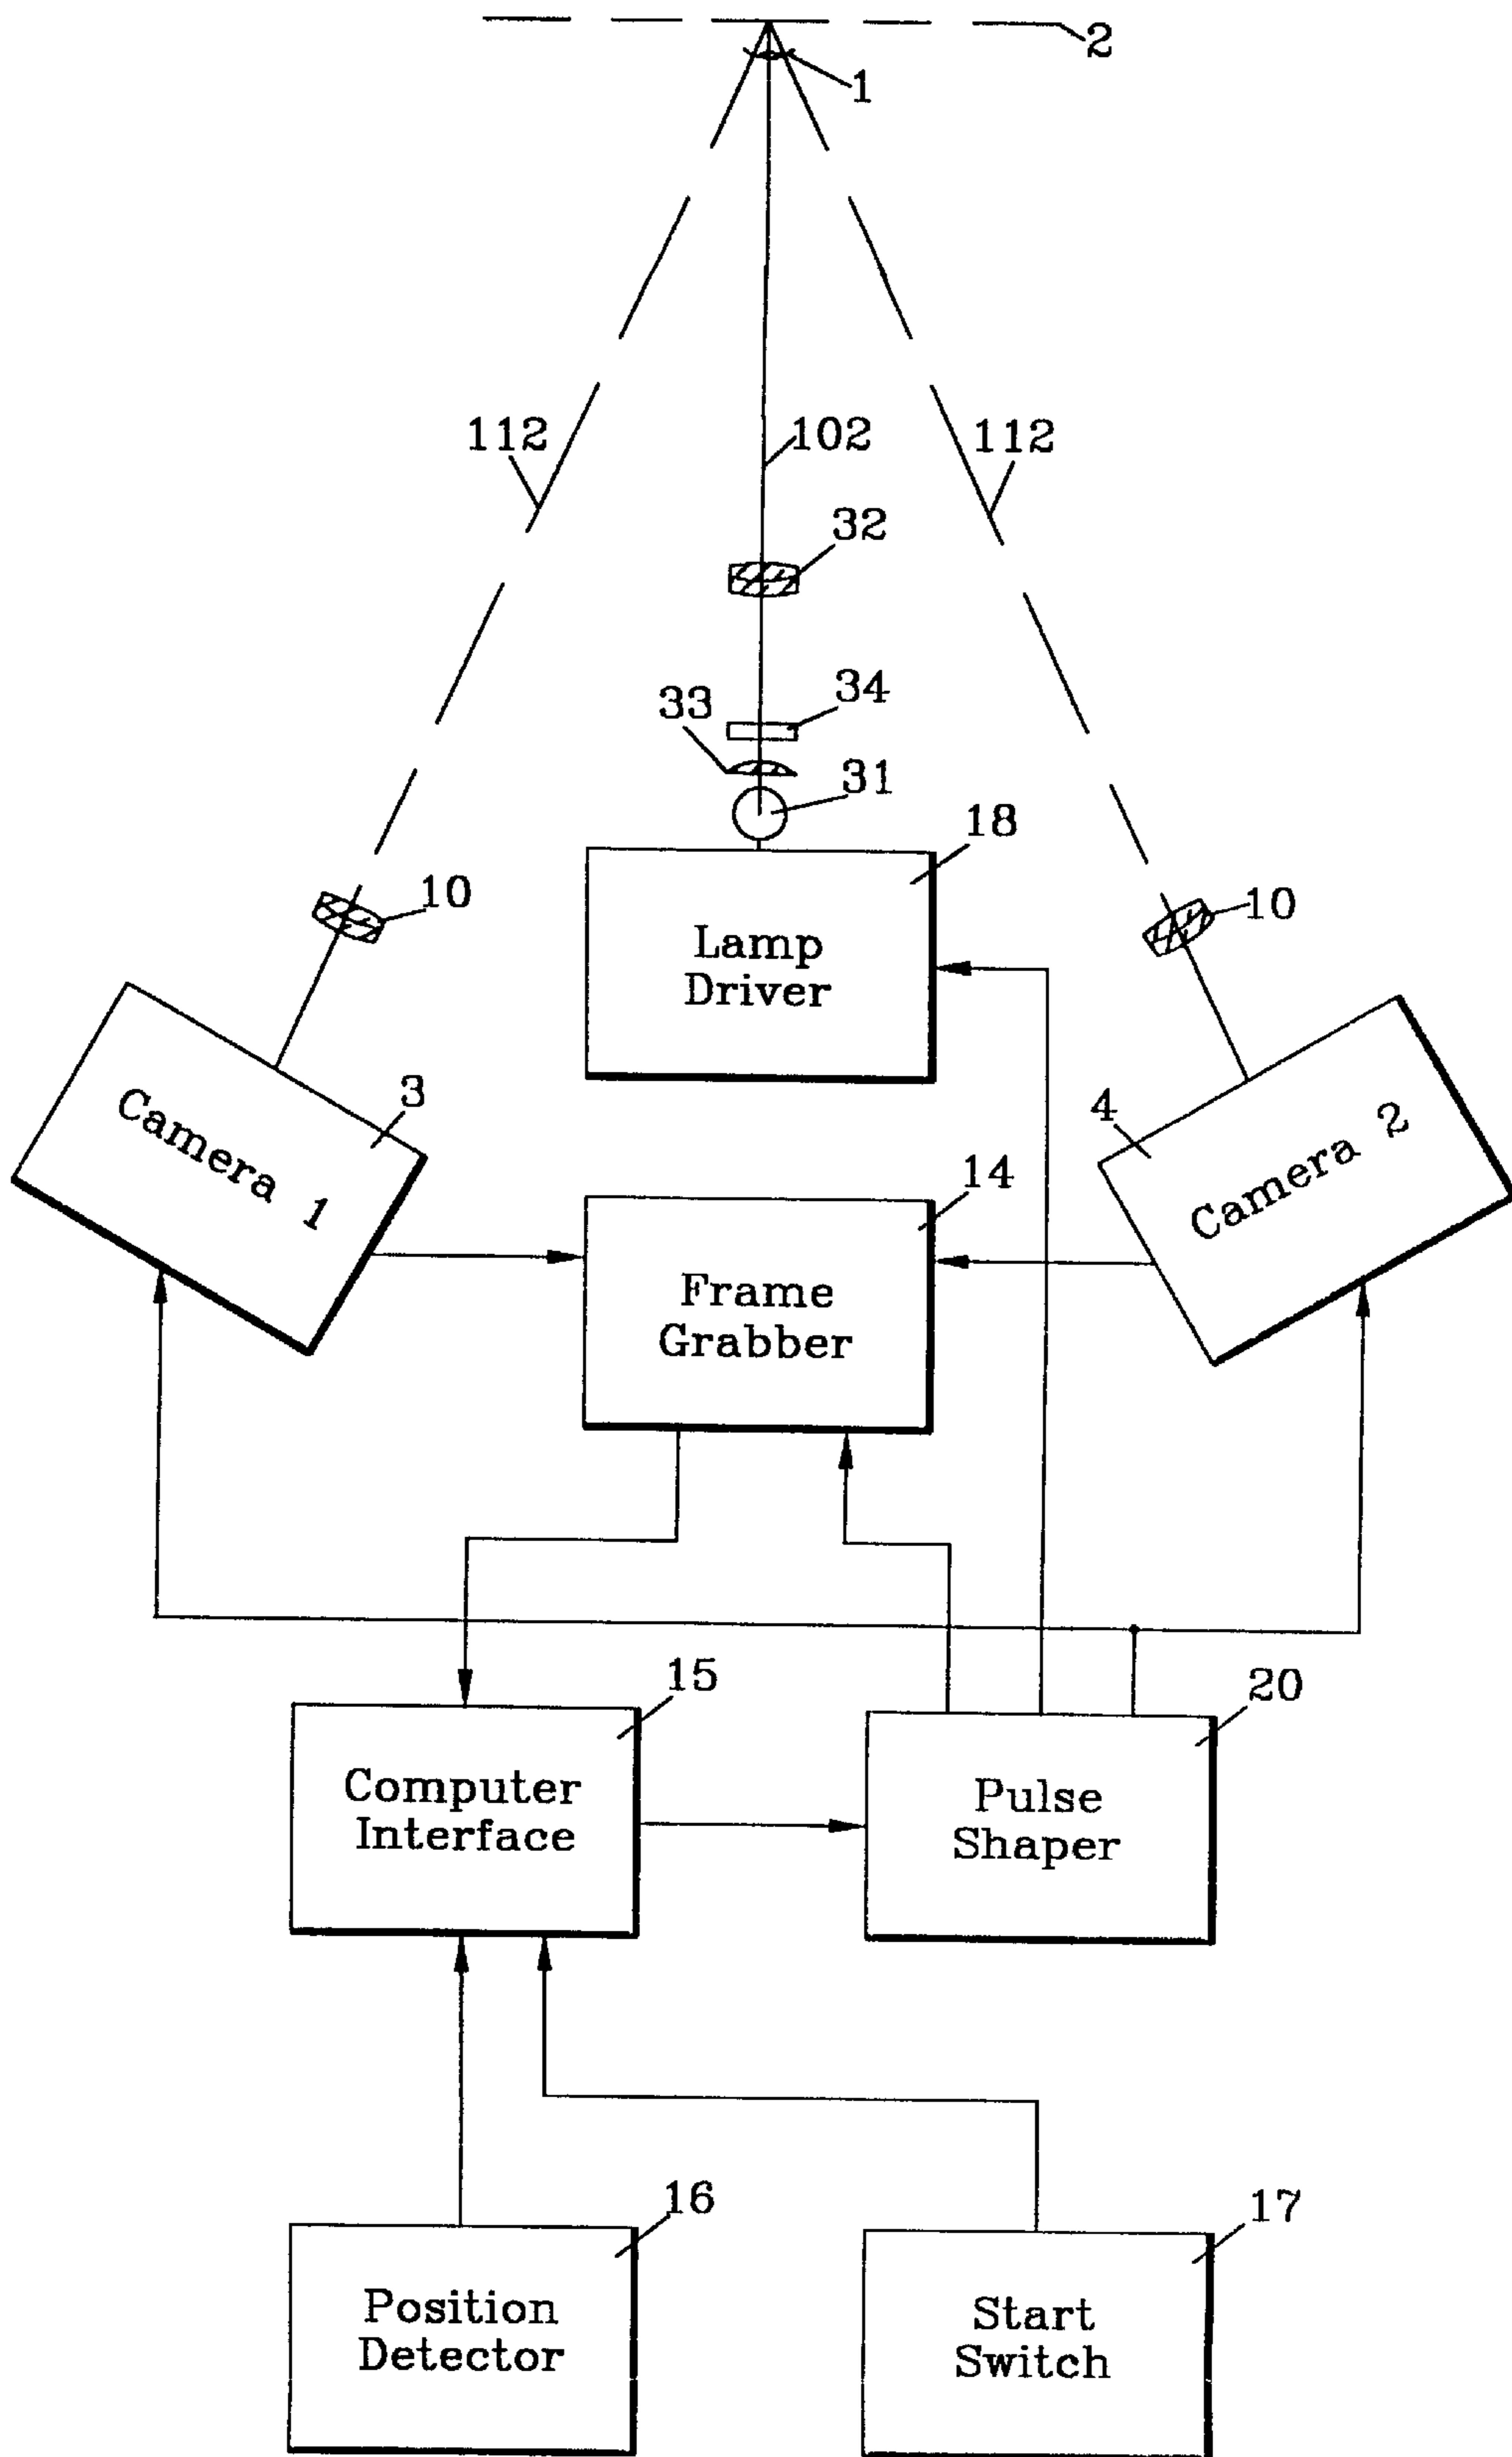 2
1
112
102
112
32
33
34
31
18
10
10
Lamp
Driver
3
4
Camera 1
Camera 2
14
Frame
Grabber
15
20
Computer
Interface
Pulse
Shaper
16
17
Position
Detector
Start
Switch